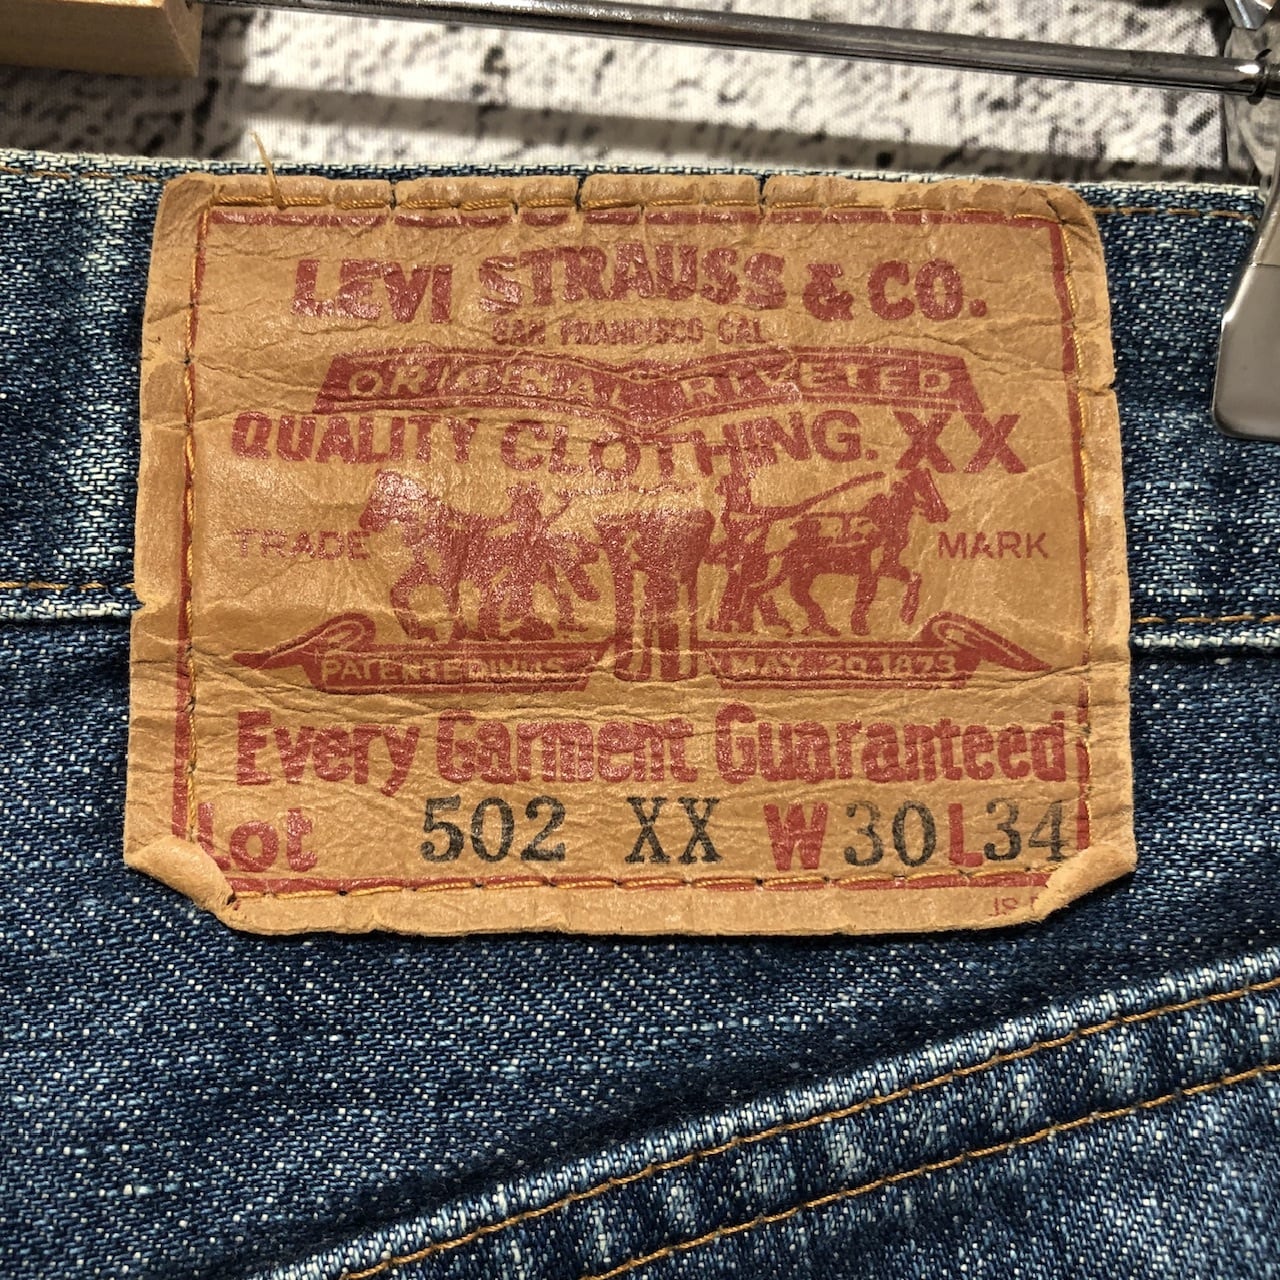 LEVI STRAUSS & CO.
SAN FRANCISCO CAL.
ORIGINAL RIVETED
QUALITY CLOTHING. XX
TRADE MARK
PATENTED IN U.S. MAY 20 1873
Every Garment Guaranteed
Lot 502 XX W30 L34